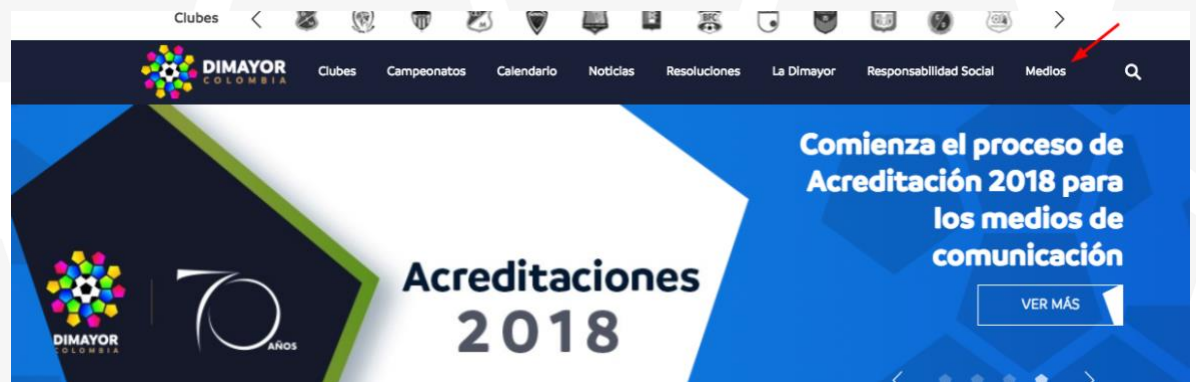 Clubes
DIMAYOR
COLOMBIA
Clubes Campeonatos Calendario Noticias Resoluciones La Dimayor Responsabilidad Social Medios
Comienza el proceso de
Acreditación 2018 para
los medios de
comunicación
VER MÁS
Acreditaciones
2018
DIMAYOR
COLOMBIA
70
AÑOS